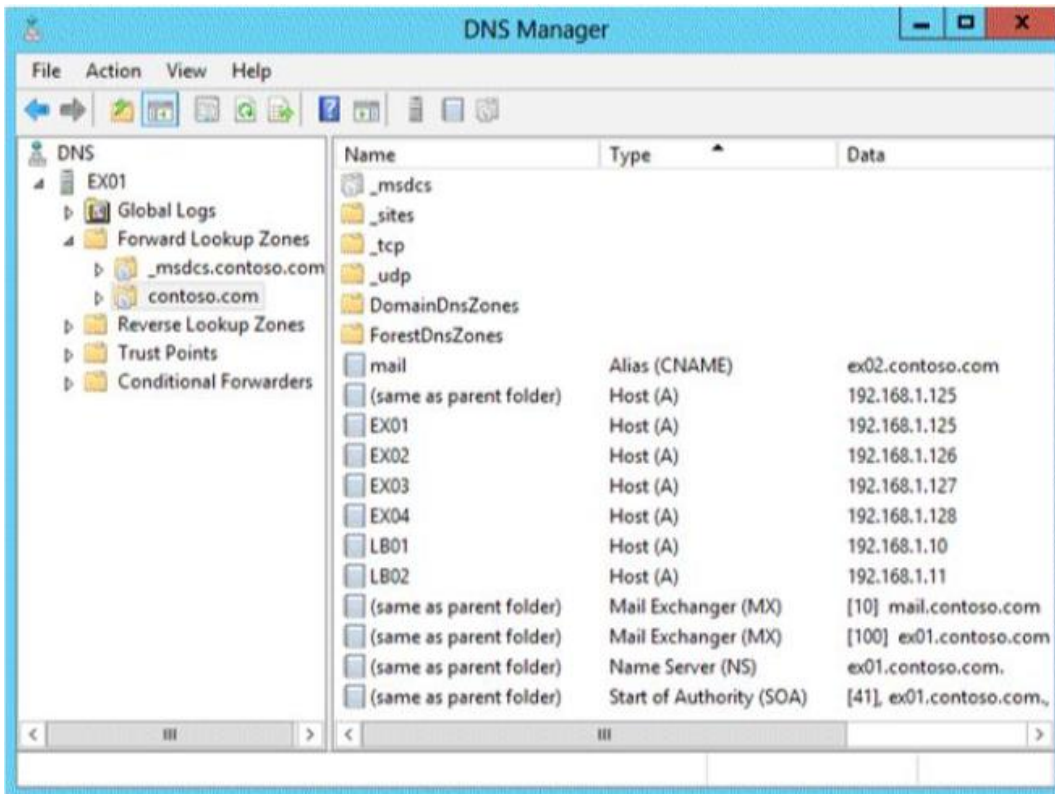 DNS Manager
File Action View Help
DNS
EX01
Global Logs
Forward Lookup Zones
_msdcs.contoso.com
contoso.com
Reverse Lookup Zones
Trust Points
Conditional Forwarders
Name Type Data
_msdcs
_sites
_tcp
_udp
DomainDnsZones
ForestDnsZones
mail Alias (CNAME) ex02.contoso.com
(same as parent folder) Host (A) 192.168.1.125
EX01 Host (A) 192.168.1.125
EX02 Host (A) 192.168.1.126
EX03 Host (A) 192.168.1.127
EX04 Host (A) 192.168.1.128
LB01 Host (A) 192.168.1.10
LB02 Host (A) 192.168.1.11
(same as parent folder) Mail Exchanger (MX) [10] mail.contoso.com
(same as parent folder) Mail Exchanger (MX) [100] ex01.contoso.com
(same as parent folder) Name Server (NS) ex01.contoso.com.
(same as parent folder) Start of Authority (SOA) [41], ex01.contoso.com.,